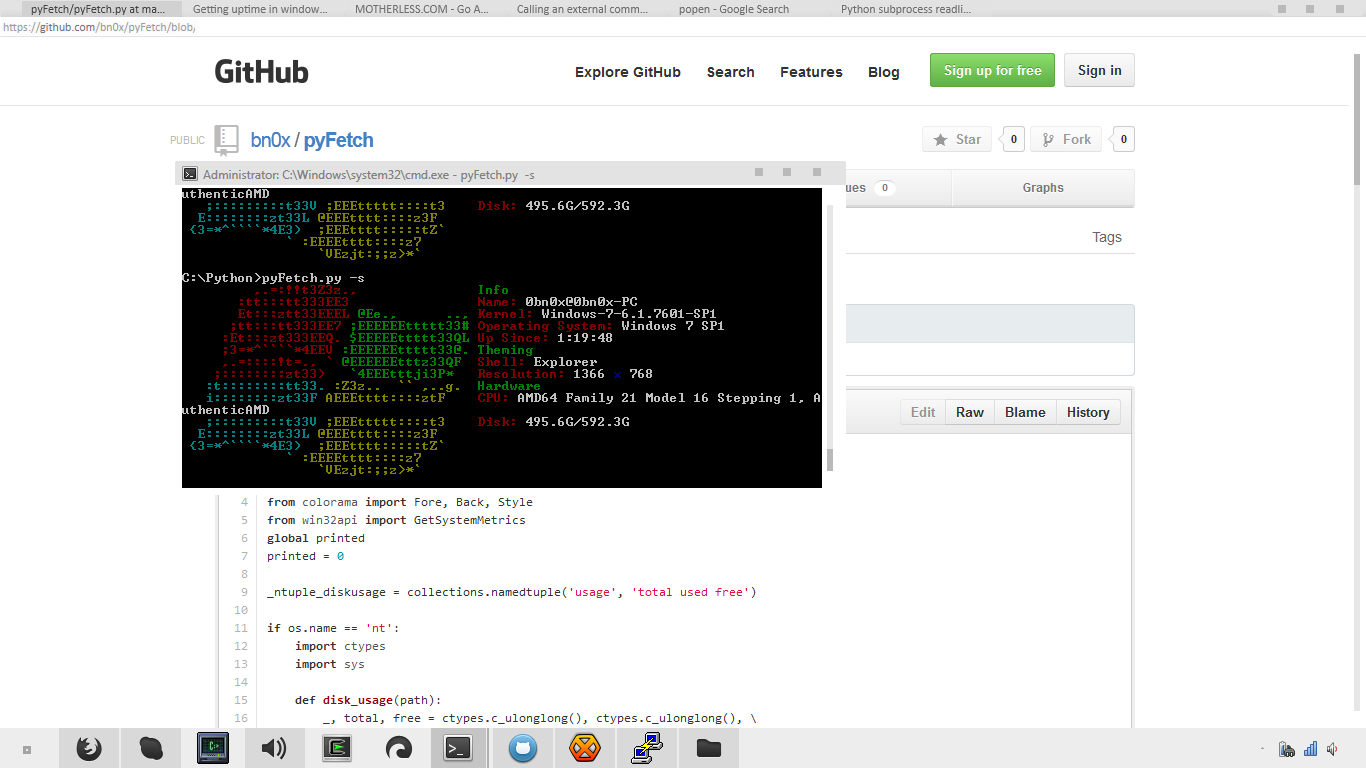 pyFetch/pyFetch.py at ma... Getting uptime in window... MOTHERLESS.COM - Go A... Calling an external comm... popen - Google Search Python subprocess readli...
https://github.com/bn0x/pyFetch/blob/
GitHub Explore GitHub Search Features Blog Sign up for free Sign in
PUBLIC bn0x / pyFetch Star 0 Fork 0
Administrator: C:\Windows\system32\cmd.exe - pyFetch.py -s
ues 0 Graphs
Tags
uthenticAMD
;:::::::::t33V ;EEEttttt::::t3 Disk: 495.6G/592.3G
E::::::::zt33L @EEEtttt::::z3F
{3=*^````*4E3) ;EEEtttt:::::tZ`
` :EEEEtttt::::z7
`VEzjt:;;z>*`
C:\Python>pyFetch.py -s
,.=:!!t3Z3z., Info
:tt:::tt333EE3 Name: 0bn0x@0bn0x-PC
Et:::ztt33EEEL @Ee., .., Kernel: Windows-7-6.1.7601-SP1
;tt:::tt333EE7 ;EEEEEEttttt33# Operating System: Windows 7 SP1
:Et:::zt333EEQ. $EEEEEttttt33QL Up Since: 1:19:48
;3=*^````*4EEV :EEEEEEttttt33@. Theming
,.=::::!t=., ` @EEEEEEtttz33QF Shell: Explorer
;::::::::zt33) `4EEEtttji3P* Resolution: 1366 x 768
:t::::::::tt33. :Z3z.. `` ,..g. Hardware
i::::::::zt33F AEEEtttt::::ztF CPU: AMD64 Family 21 Model 16 Stepping 1, A
uthenticAMD
;:::::::::t33V ;EEEttttt::::t3 Disk: 495.6G/592.3G
E::::::::zt33L @EEEtttt::::z3F
{3=*^````*4E3) ;EEEtttt:::::tZ`
` :EEEEtttt::::z7
`VEzjt:;;z>*`
Edit Raw Blame History
4 from colorama import Fore, Back, Style
5 from win32api import GetSystemMetrics
6 global printed
7 printed = 0
8
9 _ntuple_diskusage = collections.namedtuple('usage', 'total used free')
10
11 if os.name == 'nt':
12 import ctypes
13 import sys
14
15 def disk_usage(path):
16 _, total, free = ctypes.c_ulonglong(), ctypes.c_ulonglong(), \